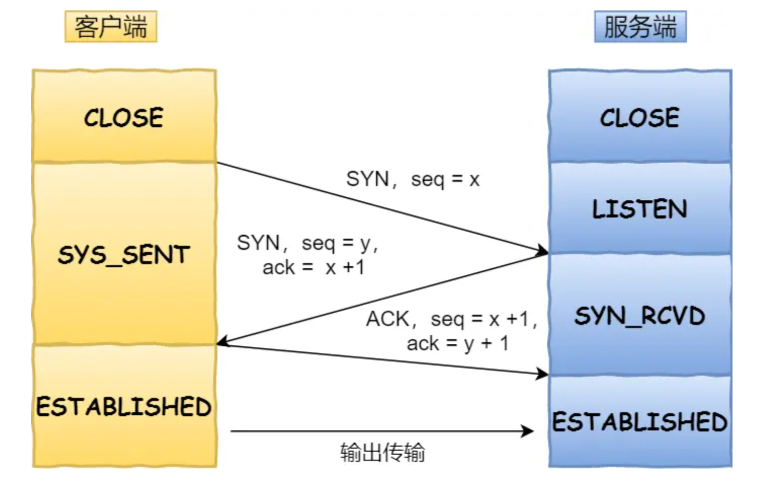 客户端
服务端
CLOSE
CLOSE
SYN，seq = x
LISTEN
SYS_SENT
SYN，seq = y,
ack =  x +1
SYN_RCVD
ACK，seq = x +1,
ack = y + 1
ESTABLISHED
ESTABLISHED
输出传输